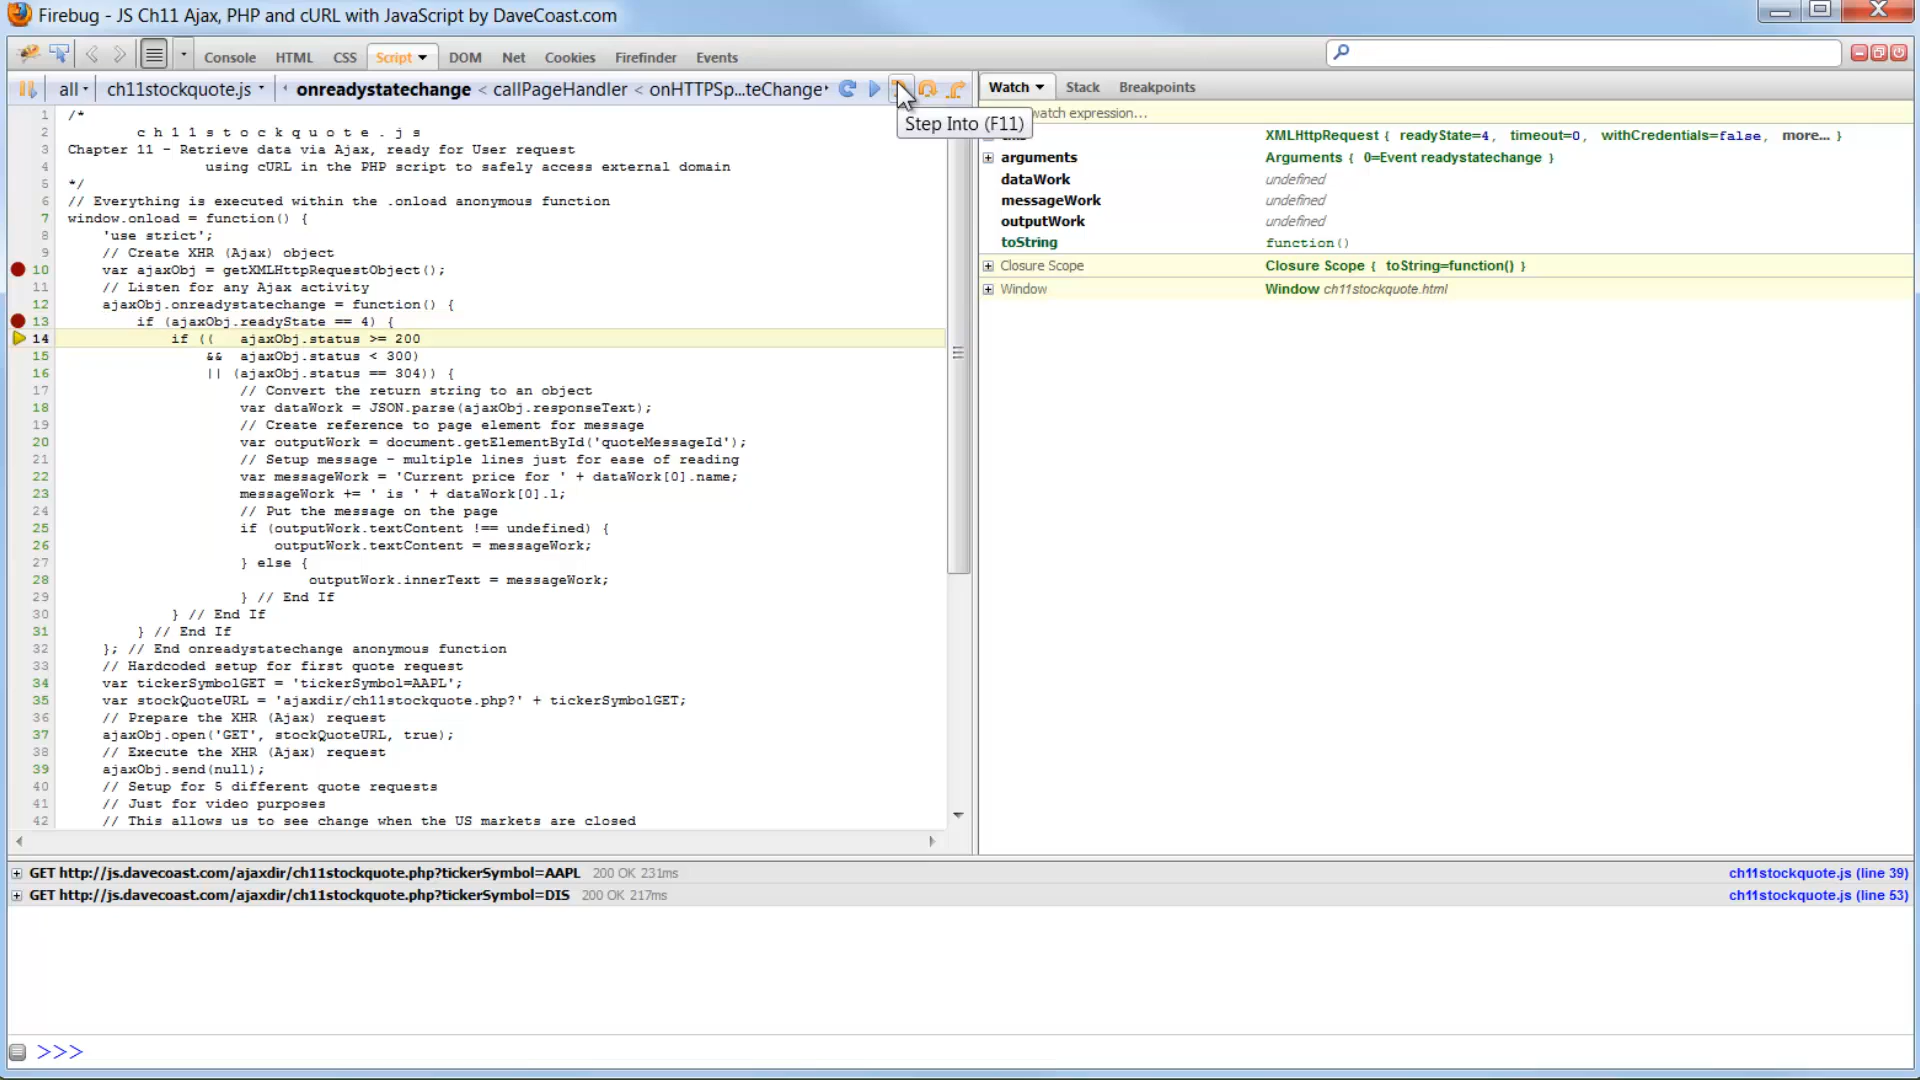 Firebug - JS Ch11 Ajax, PHP and cURL with JavaScript by DaveCoast.com
Console HTML CSS Script DOM Net Cookies Firefinder Events
all ch11stockquote.js onreadystatechange < callPageHandler < onHTTPSp...teChange
Step Into (F11)
Watch Stack Breakpoints
watch expression...
XMLHttpRequest { readyState=4, timeout=0, withCredentials=false, more... }
arguments Arguments { 0=Event readystatechange }
dataWork undefined
messageWork undefined
outputWork undefined
toString function()
Closure Scope Closure Scope { toString=function() }
Window Window ch11stockquote.html
1 /*
2 c h 1 1 s t o c k q u o t e . j s
3 Chapter 11 - Retrieve data via Ajax, ready for User request
4 using cURL in the PHP script to safely access external domain
5 */
6 // Everything is executed within the .onload anonymous function
7 window.onload = function() {
8 'use strict';
9 // Create XHR (Ajax) object
10 var ajaxObj = getXMLHttpRequestObject();
11 // Listen for any Ajax activity
12 ajaxObj.onreadystatechange = function() {
13 if (ajaxObj.readyState == 4) {
14 if (( ajaxObj.status >= 200
15 && ajaxObj.status < 300)
16 || (ajaxObj.status == 304)) {
17 // Convert the return string to an object
18 var dataWork = JSON.parse(ajaxObj.responseText);
19 // Create reference to page element for message
20 var outputWork = document.getElementById('quoteMessageId');
21 // Setup message - multiple lines just for ease of reading
22 var messageWork = 'Current price for ' + dataWork[0].name;
23 messageWork += ' is ' + dataWork[0].l;
24 // Put the message on the page
25 if (outputWork.textContent !== undefined) {
26 outputWork.textContent = messageWork;
27 } else {
28 outputWork.innerText = messageWork;
29 } // End If
30 } // End If
31 } // End If
32 }; // End onreadystatechange anonymous function
33 // Hardcoded setup for first quote request
34 var tickerSymbolGET = 'tickerSymbol=AAPL';
35 var stockQuoteURL = 'ajaxdir/ch11stockquote.php?' + tickerSymbolGET;
36 // Prepare the XHR (Ajax) request
37 ajaxObj.open('GET', stockQuoteURL, true);
38 // Execute the XHR (Ajax) request
39 ajaxObj.send(null);
40 // Setup for 5 different quote requests
41 // Just for video purposes
42 // This allows us to see change when the US markets are closed
GET http://js.davecoast.com/ajaxdir/ch11stockquote.php?tickerSymbol=AAPL 200 OK 231ms ch11stockquote.js (line 39)
GET http://js.davecoast.com/ajaxdir/ch11stockquote.php?tickerSymbol=DIS 200 OK 217ms ch11stockquote.js (line 53)
>>>